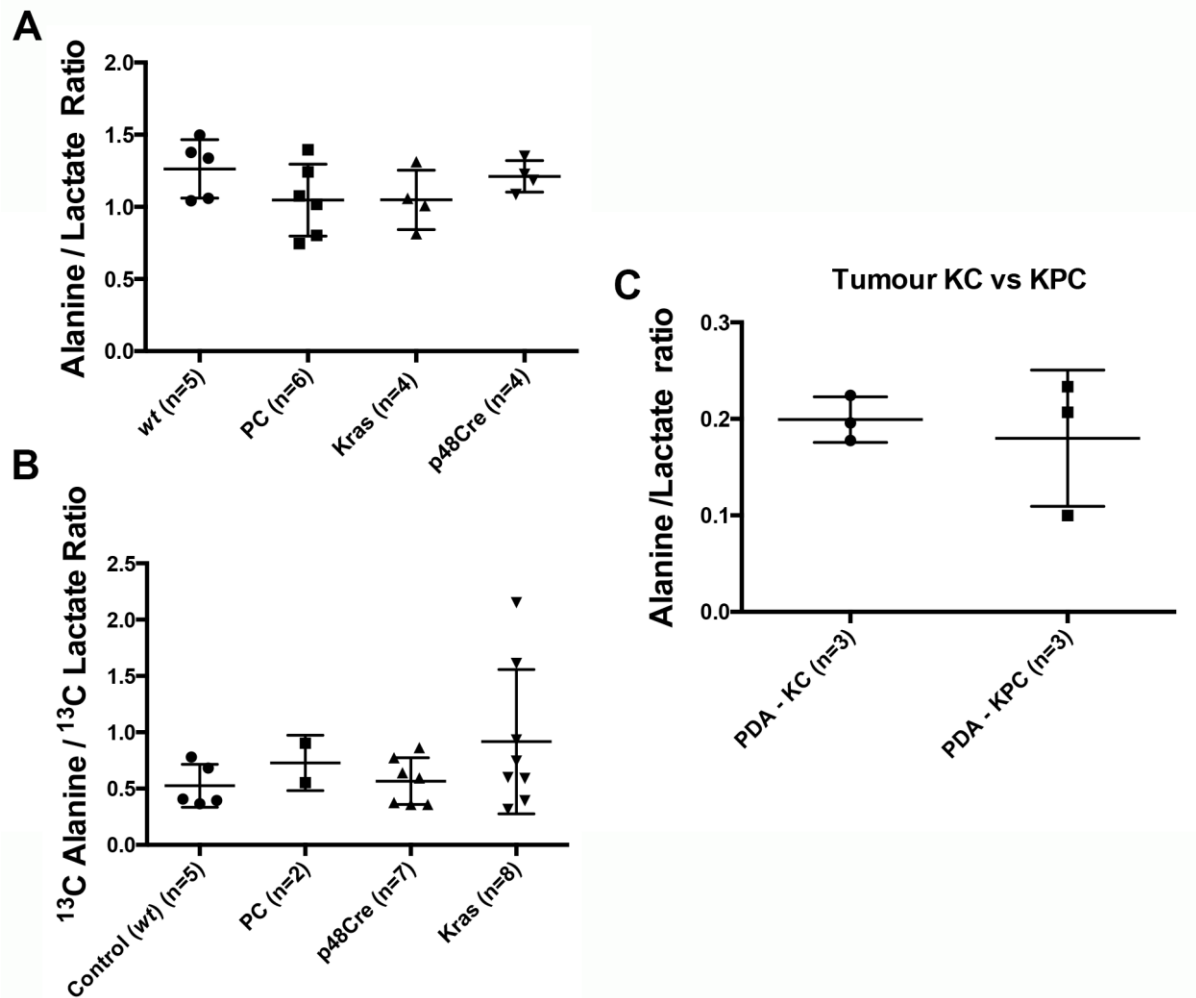 A
Alanine / Lactate Ratio
2.0
1.5
1.0
0.5
0.0
wt (n=5)
PC (n=6)
Kras (n=4)
p48Cre (n=4)
B
¹³C Alanine / ¹³C Lactate Ratio
2.5
2.0
1.5
1.0
0.5
0.0
Control (wt) (n=5)
PC (n=2)
p48Cre (n=7)
Kras (n=8)
C
Tumour KC vs KPC
Alanine /Lactate ratio
0.3
0.2
0.1
0.0
PDA - KC (n=3)
PDA - KPC (n=3)